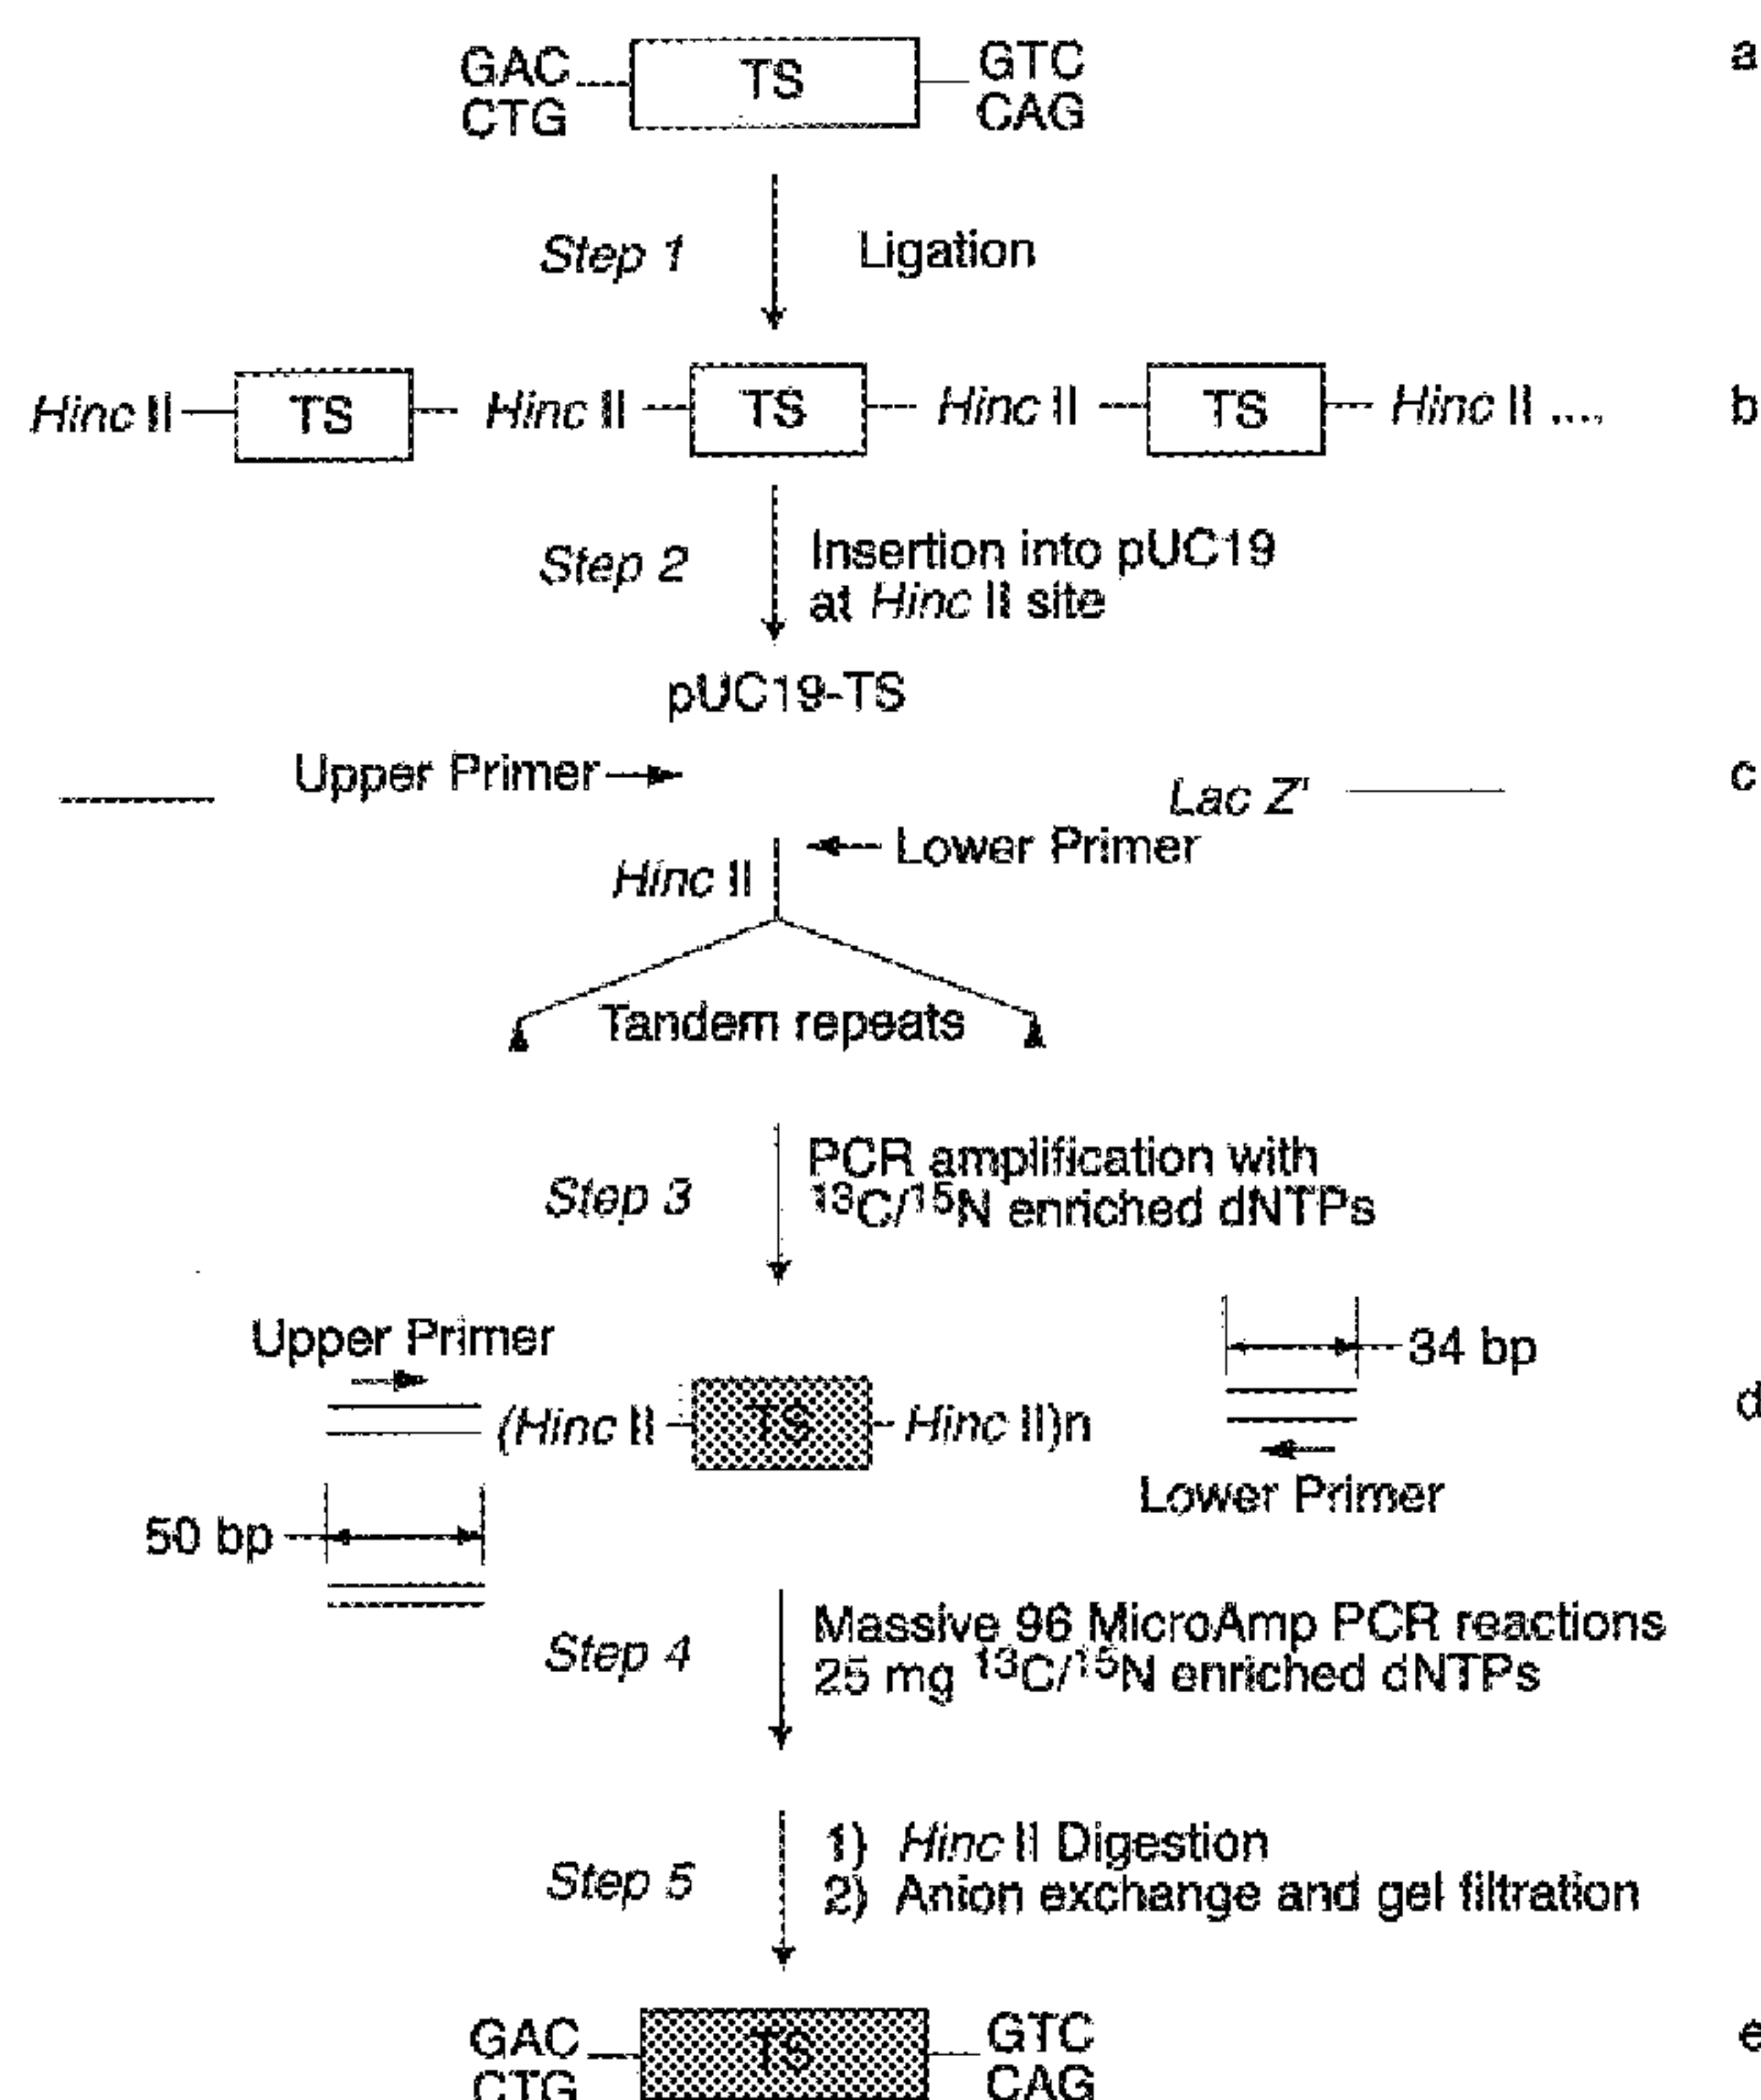 GAC TS GTC a
CTG CAG
Step 1 Ligation
Hinc II TS Hinc II TS Hinc II TS Hinc II .... b
Step 2 Insertion into pUC19
at Hinc II site
pUC19-TS
Upper Primer Lac Z' c
Lower Primer
Hinc II
Tandem repeats
Step 3 PCR amplification with
13C/15N enriched dNTPs
Upper Primer 34 bp
(Hinc II TS Hinc II)n d
Lower Primer
50 bp
Step 4 Massive 96 MicroAmp PCR reactions
25 mg 13C/15N enriched dNTPs
Step 5 1) Hinc II Digestion
2) Anion exchange and gel filtration
GAC TS GTC e
CTG CAG